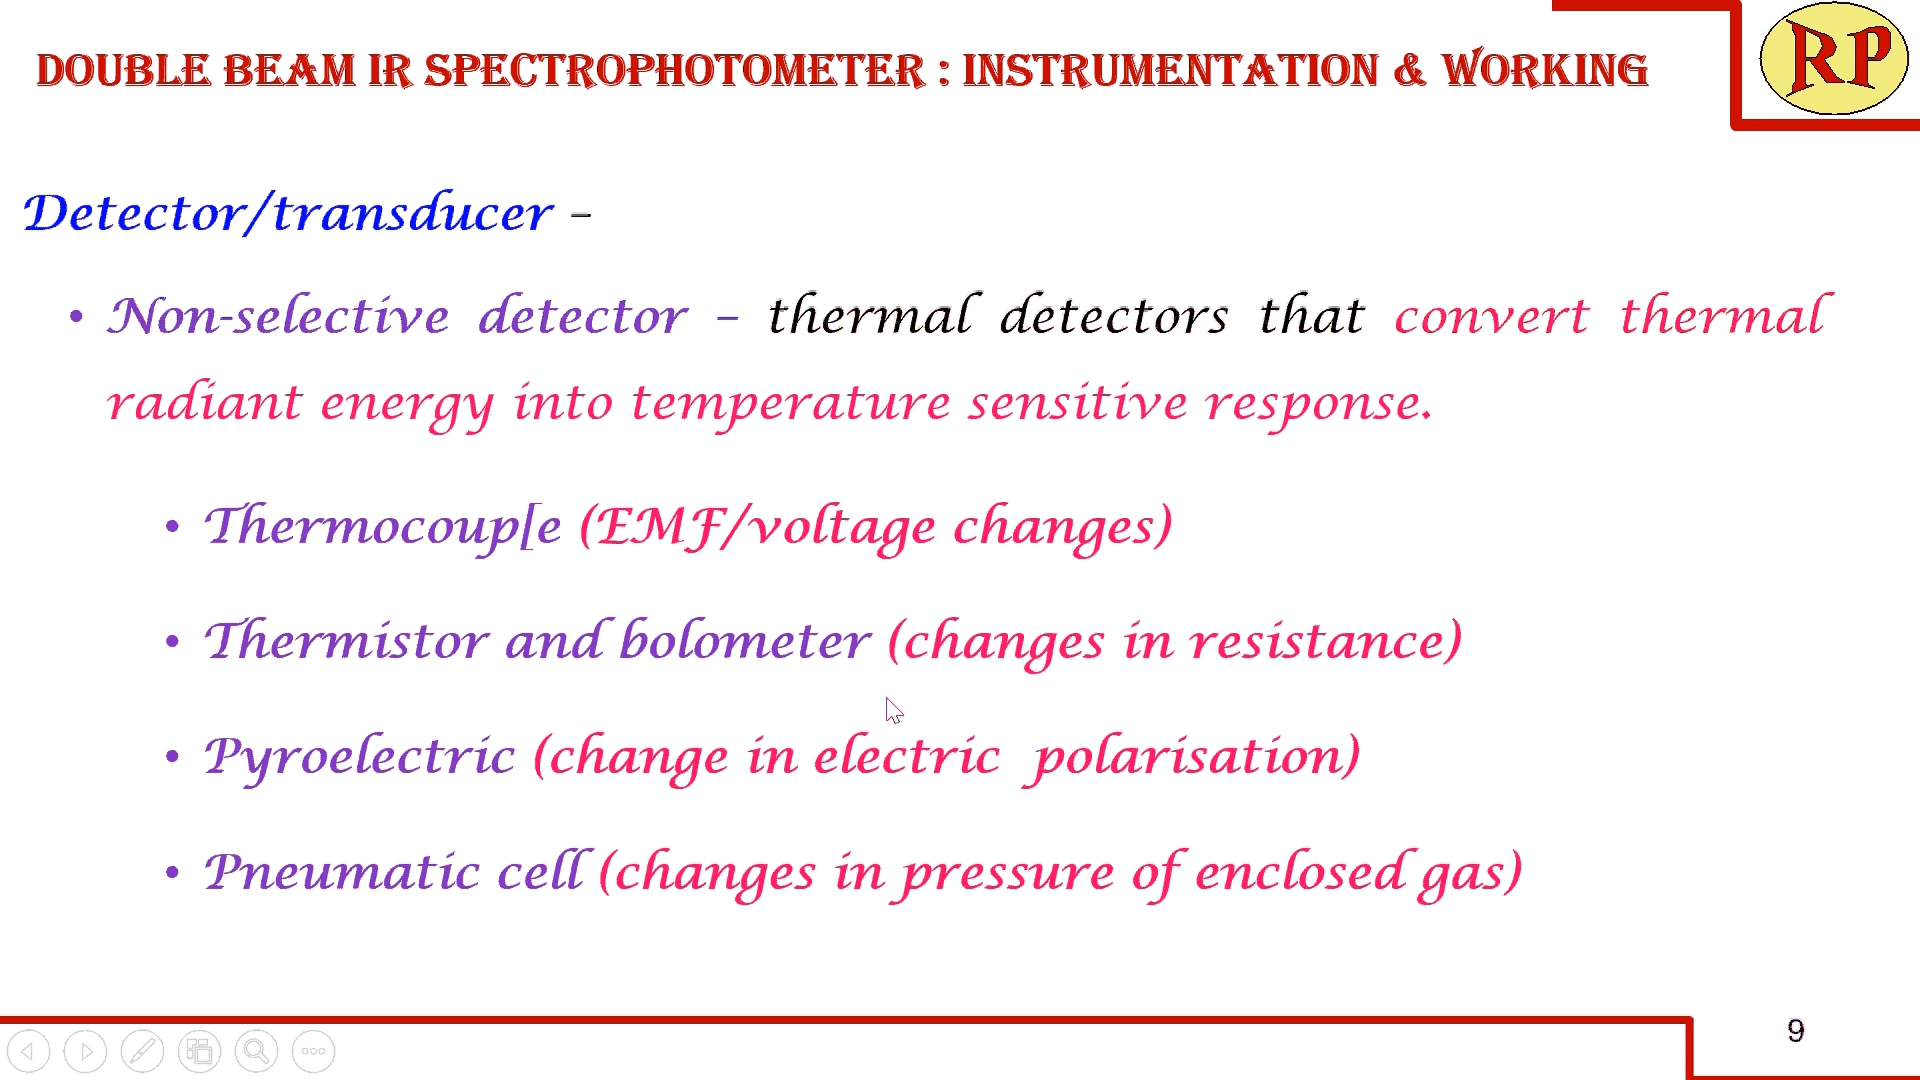 DOUBLE BEAM IR SPECTROPHOTOMETER : INSTRUMENTATION & WORKING
RP
Detector/transducer –
• Non-selective detector – thermal detectors that convert thermal
radiant energy into temperature sensitive response.
• Thermocoup[e (EMF/voltage changes)
• Thermistor and bolometer (changes in resistance)
• Pyroelectric (change in electric polarisation)
• Pneumatic cell (changes in pressure of enclosed gas)
9